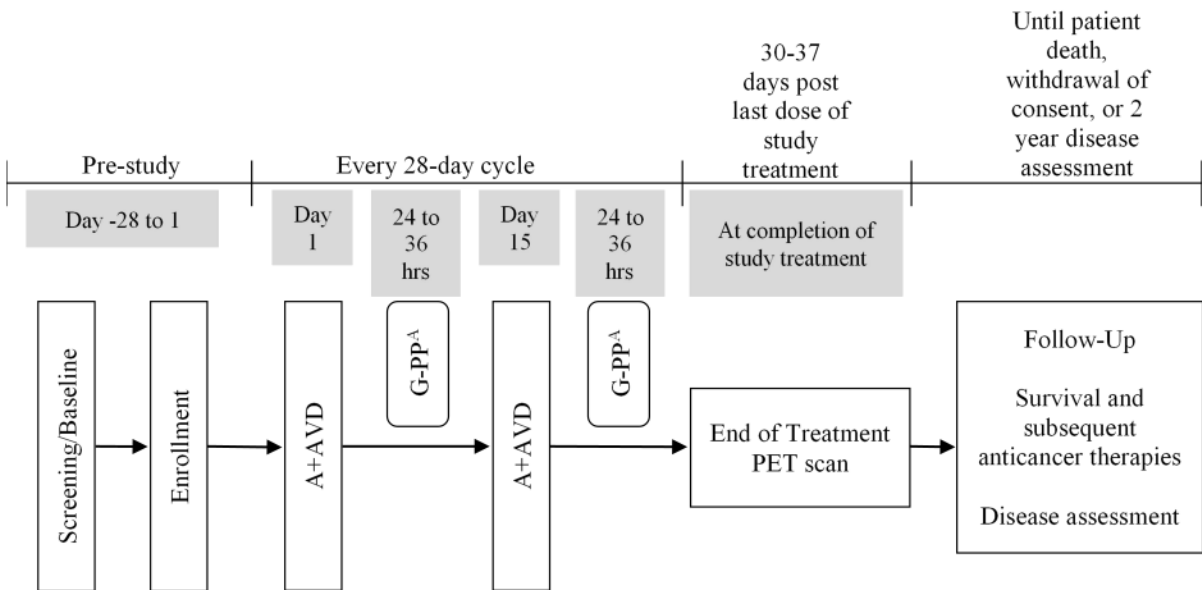 Until patient
death,
withdrawal of
consent, or 2
year disease
assessment
30-37
days post
last dose of
study
treatment
Pre-study
Every 28-day cycle
Day -28 to 1
Day
1
24 to
36
hrs
Day
15
24 to
36
hrs
At completion of
study treatment
Screening/Baseline
Enrollment
A+AVD
G-PPᴬ
A+AVD
G-PPᴬ
End of Treatment
PET scan
Follow-Up
Survival and
subsequent
anticancer therapies
Disease assessment